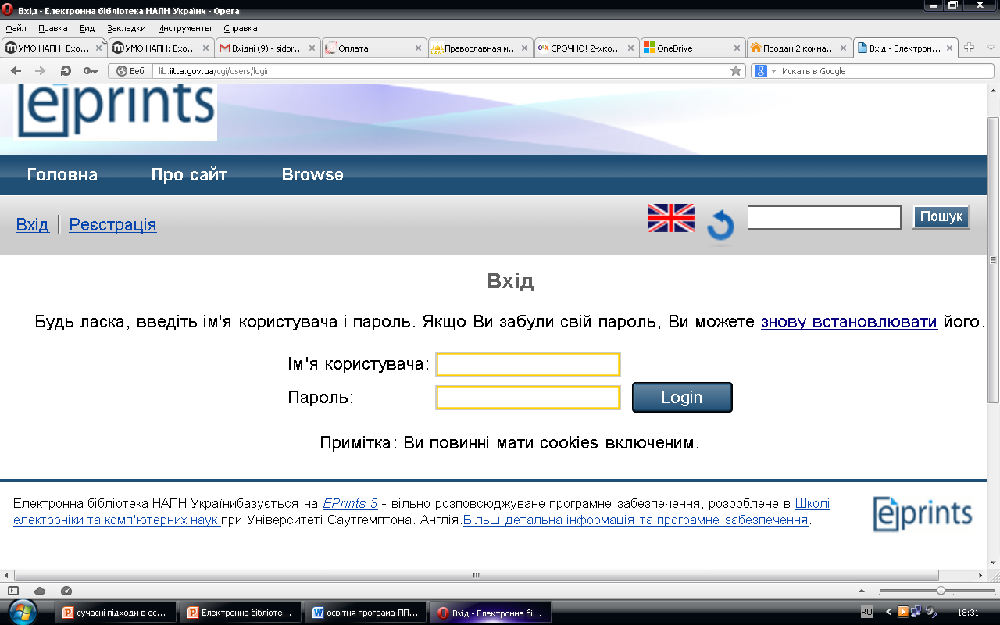 Вхід - Електронна бібліотека НАПН України - Opera
Файл Правка Вид Закладки Инструменты Справка
УМО НАПН: Вхо... УМО НАПН: Вхо... Вхідні (9) - sidor... Оплата Православная м... СРОЧНО! 2-хко... OneDrive Продам 2 комна... Вхід - Електрон...
Веб lib.iitta.gov.ua/cgi/users/login Искать в Google
eprints
Головна Про сайт Browse
Вхід | Реєстрація Пошук
Вхід
Будь ласка, введіть ім'я користувача і пароль. Якщо Ви забули свій пароль, Ви можете знову встановлювати його.
Ім'я користувача:
Пароль: Login
Примітка: Ви повинні мати cookies включеним.
Електронна бібліотека НАПН Українибазується на EPrints 3 - вільно розповсюджуване програмне забезпечення, розроблене в Школі
електроніки та комп'ютерних наук при Університеті Саутгемптона. Англія.Більш детальна інформація та програмне забезпечення.
eprints
сучасні підходи в ос... Електронна бібліоте... освітня-програма-ПП... Вхід - Електронна бі... RU 18:31